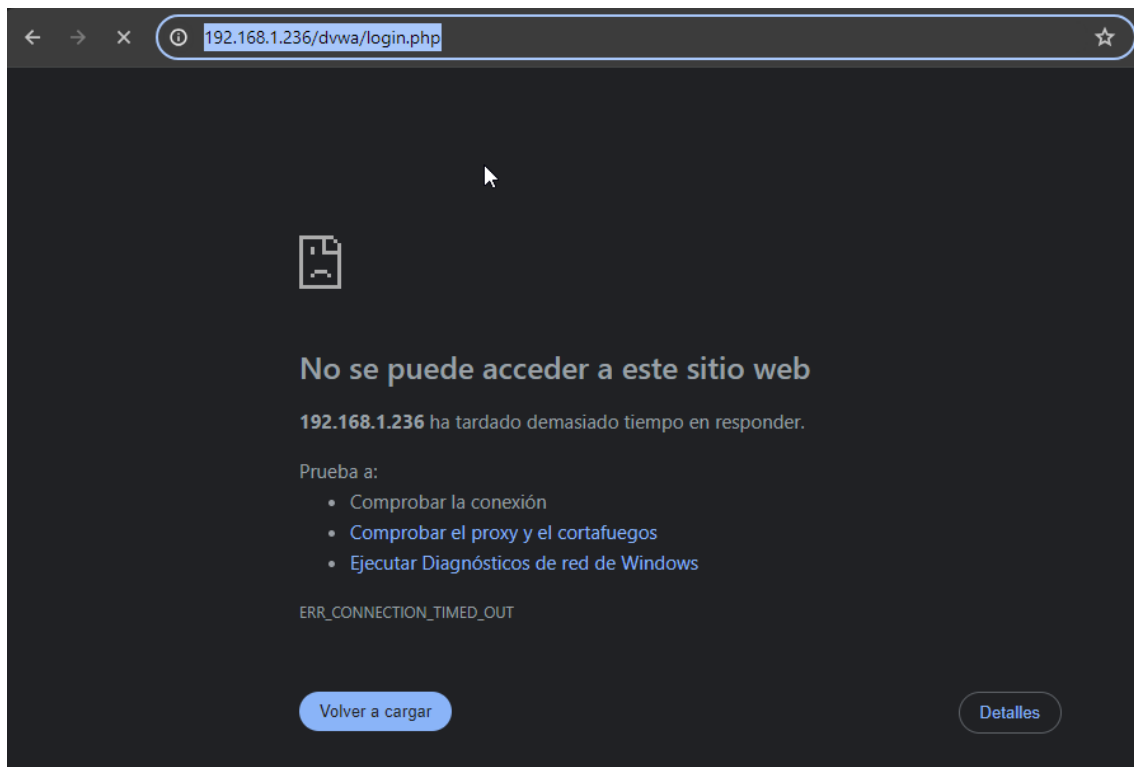 192.168.1.236/dvwa/login.php
No se puede acceder a este sitio web
192.168.1.236 ha tardado demasiado tiempo en responder.
Prueba a:
• Comprobar la conexión
• Comprobar el proxy y el cortafuegos
• Ejecutar Diagnósticos de red de Windows
ERR_CONNECTION_TIMED_OUT
Volver a cargar
Detalles